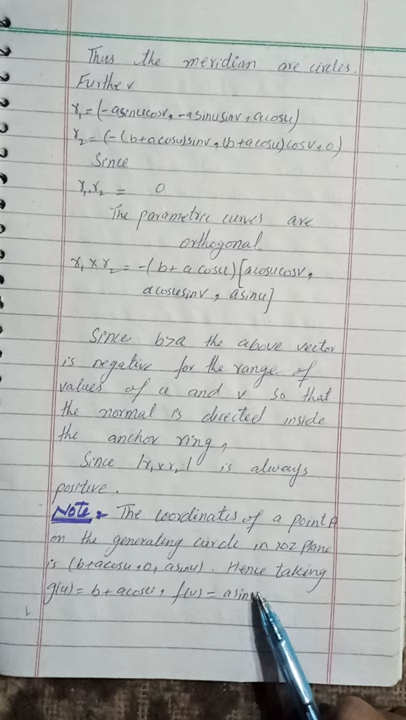 Thus the meridian are circles.
Further
r₁=(-asinucosv, -asinusinv, acosu)
r₂=(-(b+acosu)sinv, (b+acosu)cosv, 0)
Since
r₁.r₂ = 0
The parametric curves are
orthogonal
r₁×r₂=-(b+a cosu)[acosucosv,
acosusinv, asinu]
Since b>a the above vector
is negative for the range of
values of u and v so that
the normal is directed inside
the anchor ring,
Since |r₁×r₂| is always
positive.
Note:- The coordinates of a point P
on the generating circle in xoz plane
is (b+acosu, 0, asinu). Hence taking
g(u)= b+acosu, f(u)= asin